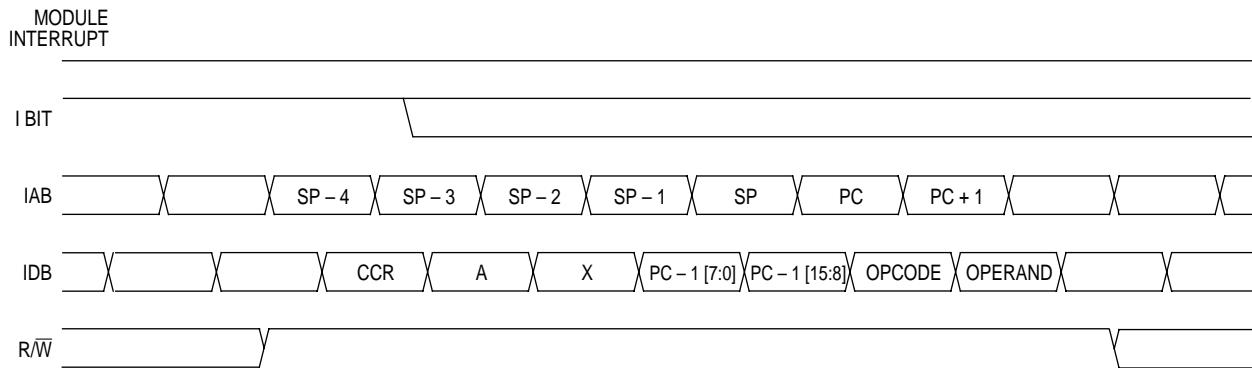 MODULE
INTERRUPT
I BIT
IAB SP – 4 SP – 3 SP – 2 SP – 1 SP PC PC + 1
IDB CCR A X PC – 1 [7:0] PC – 1 [15:8] OPCODE OPERAND
R/W̅